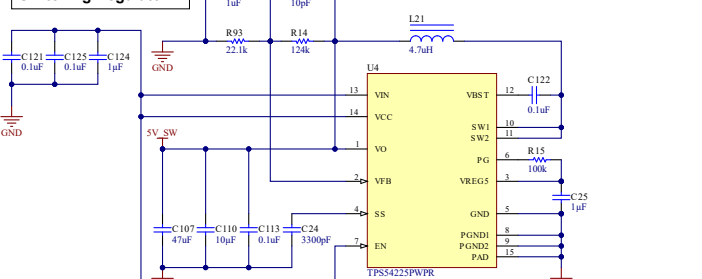 1uF
10pF
R93
22.1k
R14
124k
L21
4.7uH
GND
C121
0.1uF
C125
0.1uF
C124
1µF
GND
U4
13
VIN
14
VCC
5V_SW
1
VO
2
VFB
4
SS
7
EN
VBST
12
C122
0.1uF
SW1
10
SW2
11
PG
6
R15
100k
VREG5
3
C25
1µF
GND
5
PGND1
8
PGND2
9
PAD
15
C107
47uF
C110
10µF
C113
0.1uF
C24
3300pF
TPS54225PWPR